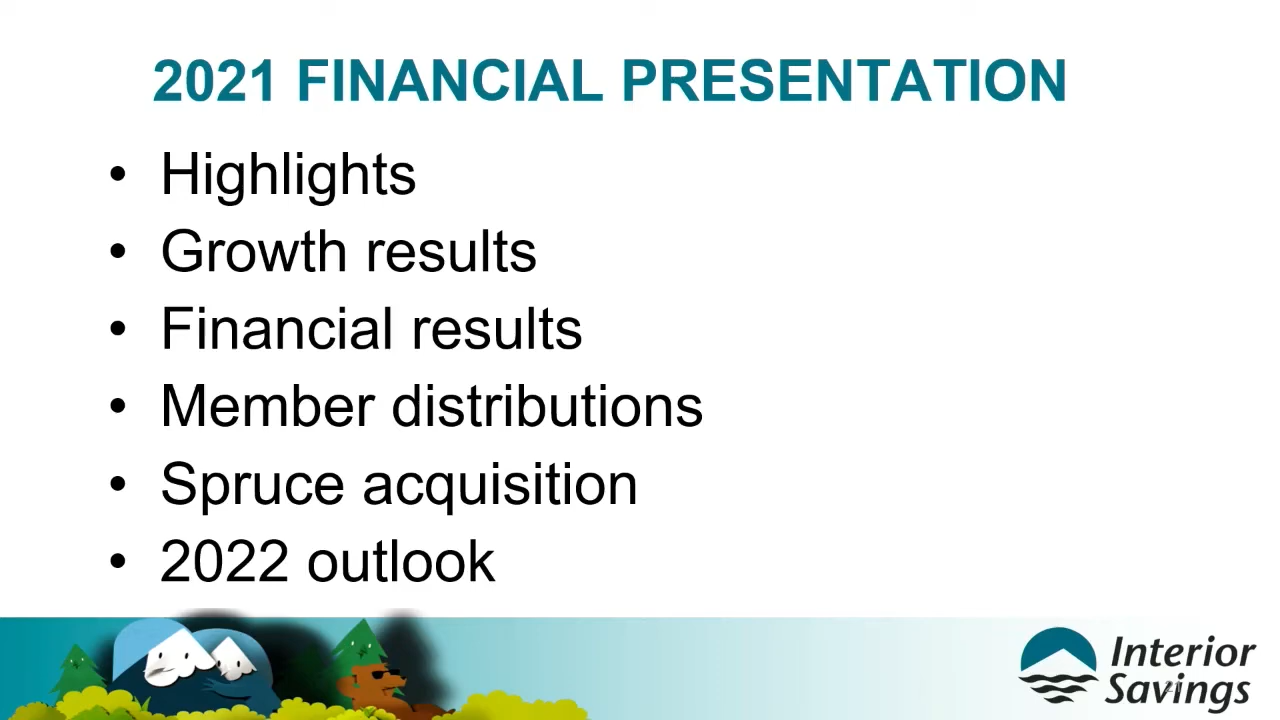 2021 FINANCIAL PRESENTATION
• Highlights
• Growth results
• Financial results
• Member distributions
• Spruce acquisition
• 2022 outlook
Interior
Savings